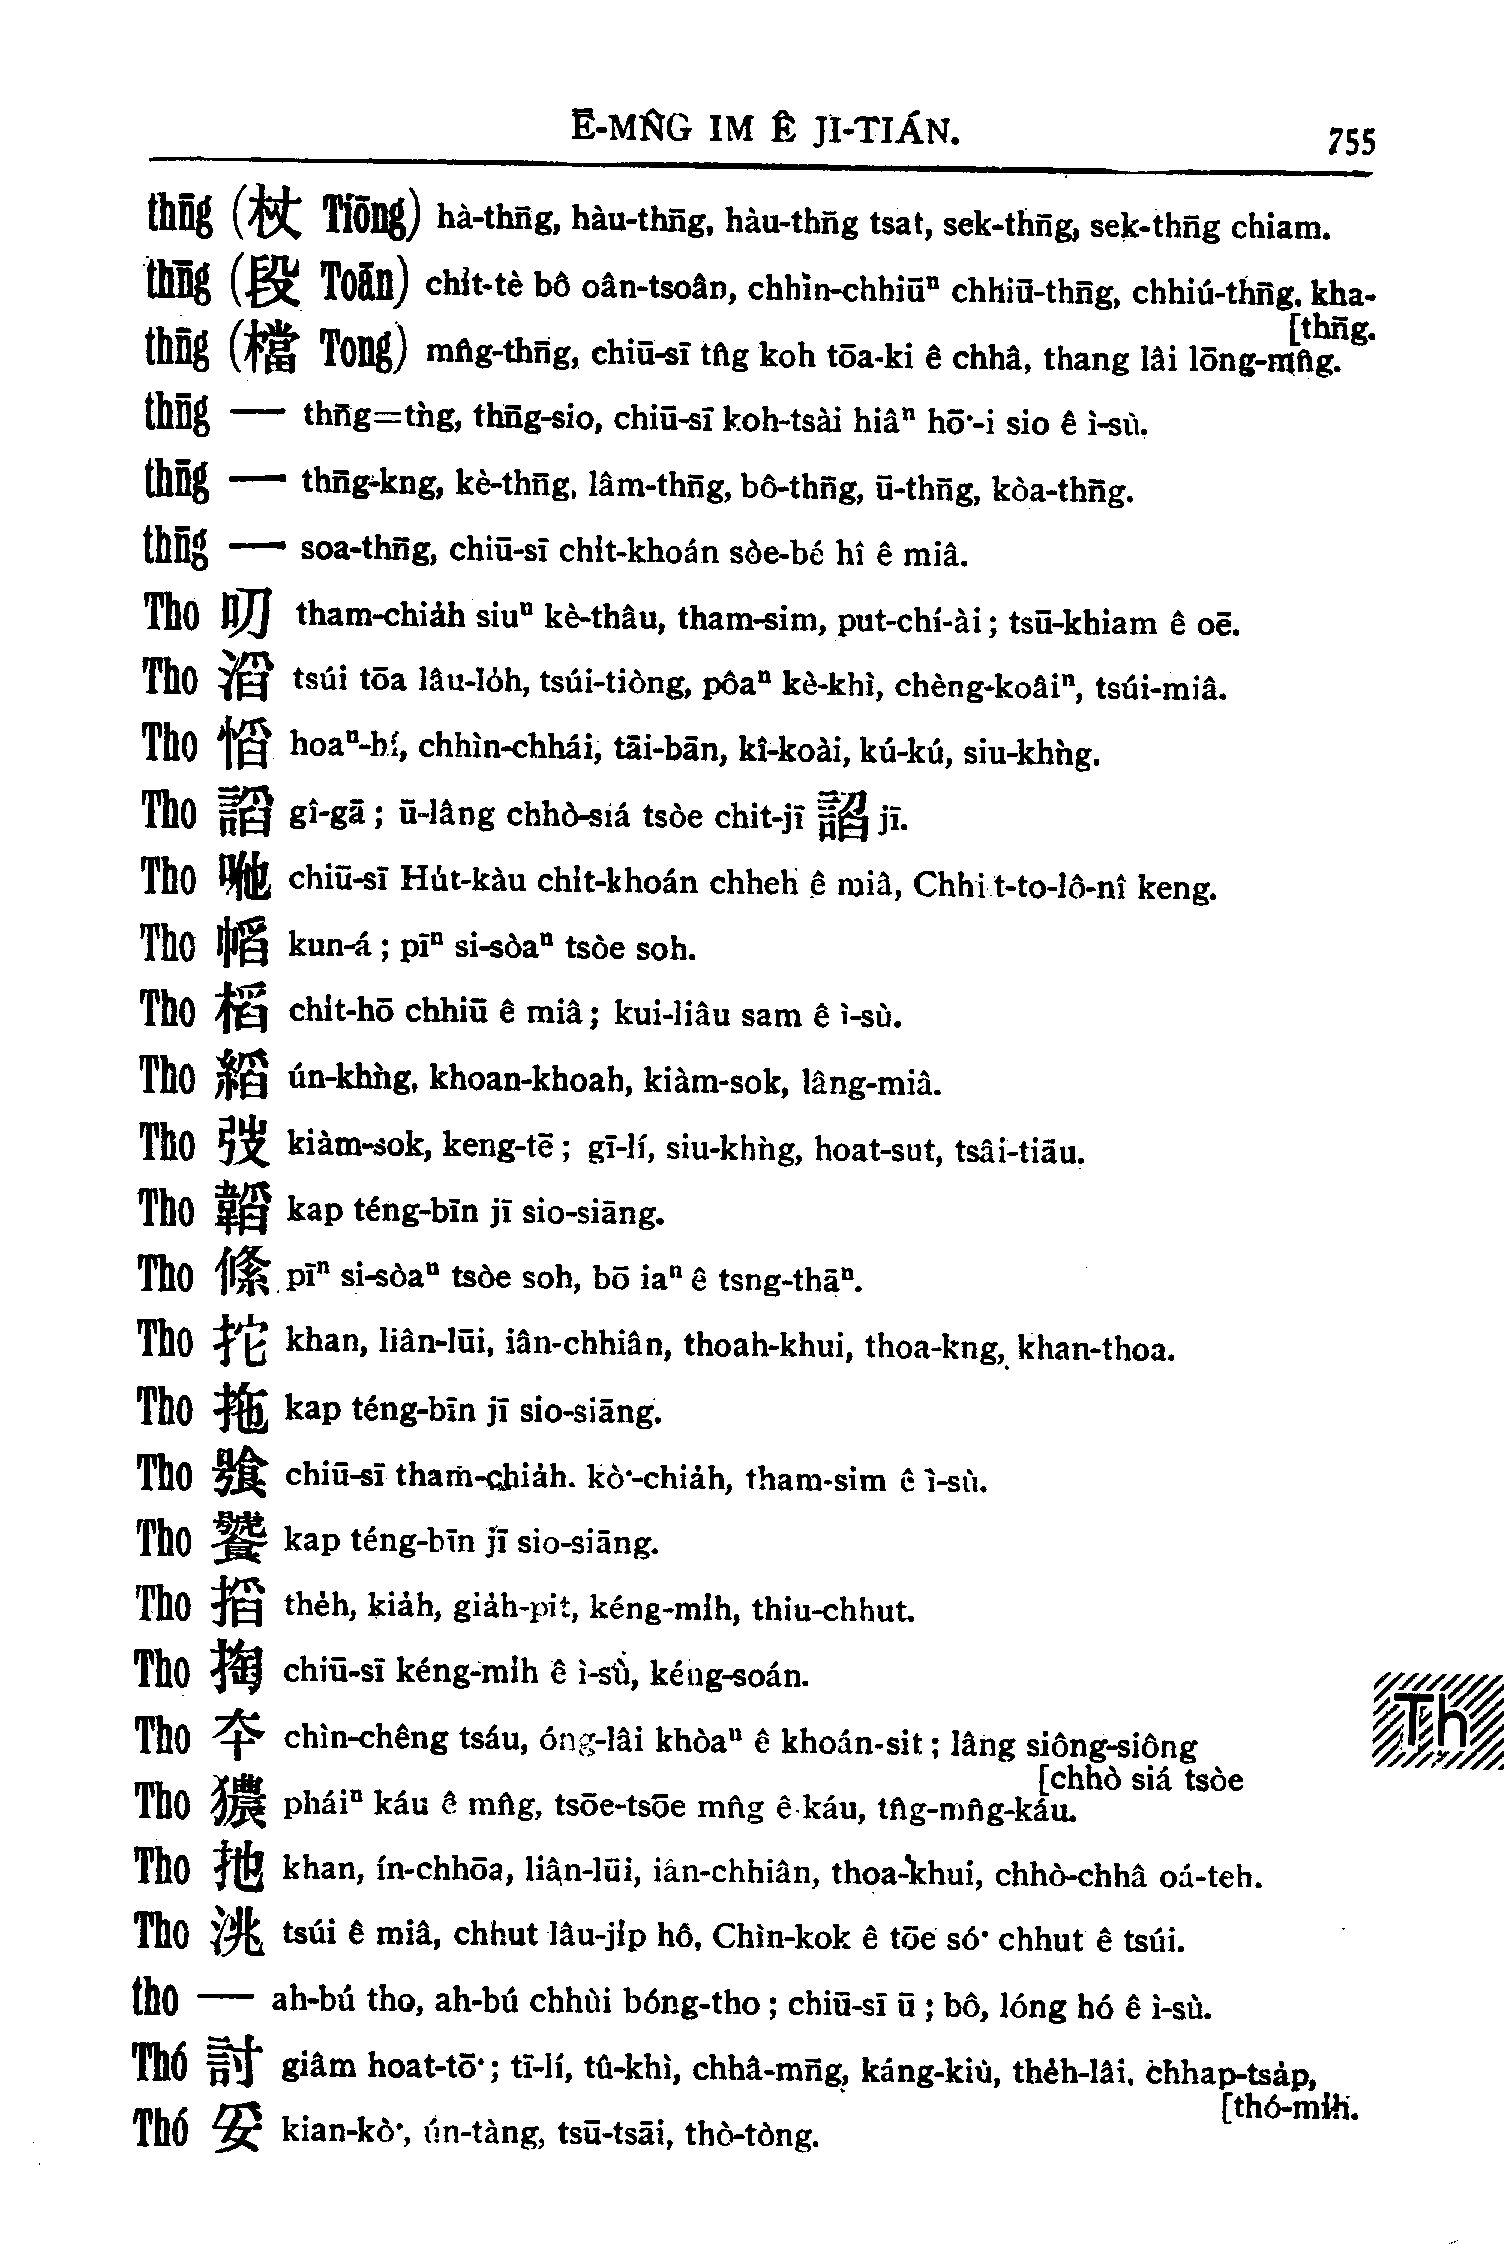 Ē-MN̂G IM Ê JI-TIÁN.
755
thn̄g (杖 Tiōng) hà-thn̄g, hàu-thn̄g, hàu-thn̄g tsat, sek-thn̄g, sek-thn̄g chiam.
thn̄g (段 Toān) chi̍t-tè bô oân-tsoân, chhìn-chhiūⁿ chhiū-thn̄g, chhiú-thn̄g, kha-
[thn̄g.
thn̄g (檔 Tong) mn̂g-thn̄g, chiū-sī tn̂g koh tōa-ki ê chhâ, thang lâi lōng-mn̂g.
thn̄g — thn̄g=tǹg, thn̄g-sio, chiū-sī koh-tsài hiâⁿ hō͘-i sio ê ì-sù.
thn̄g — thn̄g-kng, kè-thn̄g, lâm-thn̄g, bô-thn̄g, ū-thn̄g, kòa-thn̄g.
thn̄g — soa-thn̄g, chiū-sī chi̍t-khoán sòe-bé hî ê miâ.
Tho 叨 tham-chia̍h siuⁿ kè-thâu, tham-sim, put-chí-ài; tsū-khiam ê oē.
Tho 滔 tsúi tōa lâu-lo̍h, tsúi-tiòng, pôaⁿ kè-khì, chèng-koâiⁿ, tsúi-miâ.
Tho 慆 hoaⁿ-hí, chhìn-chhái, tāi-bān, kî-koài, kú-kú, siu-khǹg.
Tho 謟 gî-gā; ū-lâng chhò-siá tsòe chit-jī 詔 jī.
Tho 𠻀 chiū-sī Hu̍t-kàu chi̍t-khoán chheh ê miâ, Chhit-to-lô-nî keng.
Tho 幍 kun-á; pīⁿ si-sòaⁿ tsòe soh.
Tho 槄 chi̍t-hō chhiū ê miâ; kui-liâu sam ê ì-sù.
Tho 縚 ún-khǹg, khoan-khoah, kiàm-sok, lâng-miâ.
Tho 弢 kiàm-sok, keng-tē; gī-lí, siu-khǹg, hoat-sut, tsâi-tiāu.
Tho 韜 kap téng-bīn jī sio-siāng.
Tho 絛 pīⁿ si-sòaⁿ tsòe soh, bō iaⁿ ê tsng-thāⁿ.
Tho 拕 khan, liân-lūi, iân-chhiân, thoah-khui, thoa-kng, khan-thoa.
Tho 拖 kap téng-bīn jī sio-siāng.
Tho 飸 chiū-sī tham-chia̍h. kò͘-chia̍h, tham-sim ê ì-sù.
Tho 饕 kap téng-bīn jī sio-siāng.
Tho 搯 the̍h, kia̍h, gia̍h-pit, kéng-mi̍h, thiu-chhut.
Tho 掏 chiū-sī kéng-mi̍h ê ì-sù, kéng-soán.
Tho 夲 chìn-chêng tsáu, óng-lâi khòaⁿ ê khoán-sit; lâng siông-siông
[chhò siá tsòe
Tho 獿 pháiⁿ káu ê mn̂g, tsōe-tsōe mn̂g ê káu, tn̂g-mn̂g-káu.
Tho 扡 khan, ín-chhōa, liân-lūi, iân-chhiân, thoa-khui, chhò-chhâ oá-teh.
Tho 洮 tsúi ê miâ, chhut lâu-ji̍p hô, Chìn-kok ê tōe só͘ chhut ê tsúi.
tho — ah-bú tho, ah-bú chhùi bóng-tho; chiū-sī ū; bô, lóng hó ê ì-sù.
Thó 討 giâm hoat-tō͘; tī-lí, tû-khì, chhâ-mn̄g, káng-kiù, the̍h-lâi, chhap-tsa̍p,
[thó-mi̍h.
Thó 妥 kian-kò͘, ún-tàng, tsū-tsāi, thò-tòng.
Th